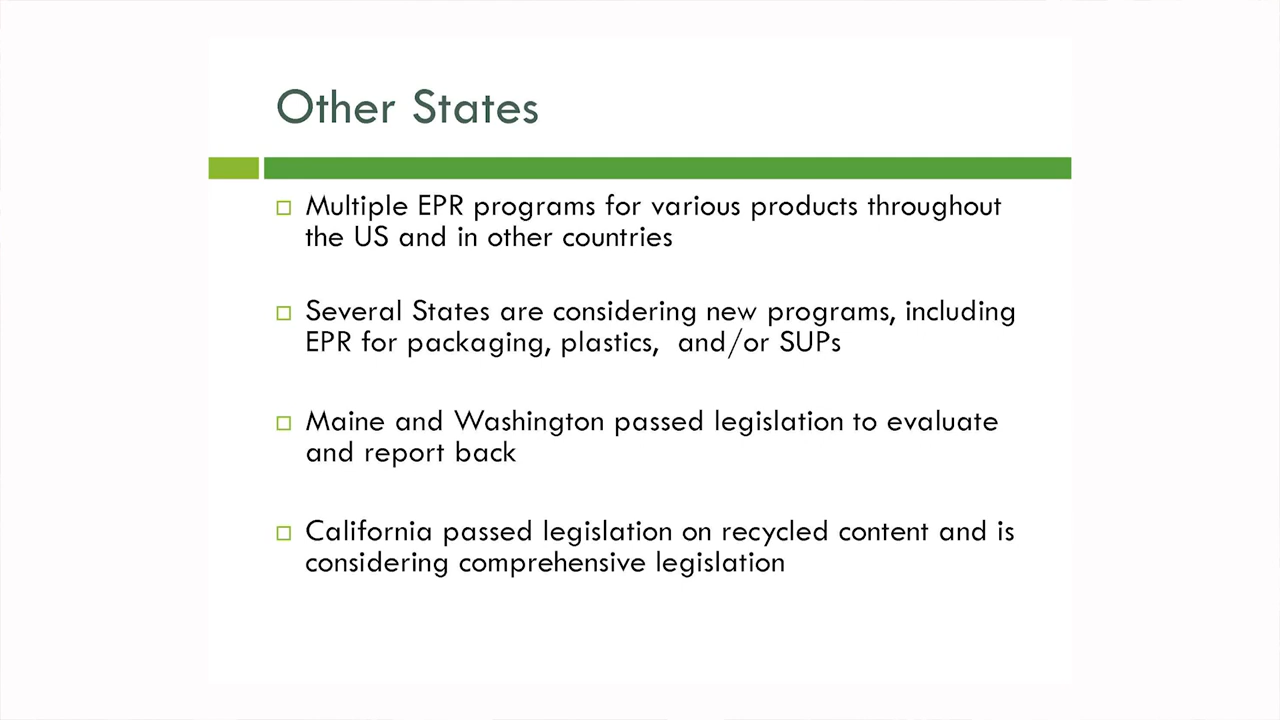 Other States
Multiple EPR programs for various products throughout
the US and in other countries
Several States are considering new programs, including
EPR for packaging, plastics,  and/or SUPs
Maine and Washington passed legislation to evaluate
and report back
California passed legislation on recycled content and is
considering comprehensive legislation